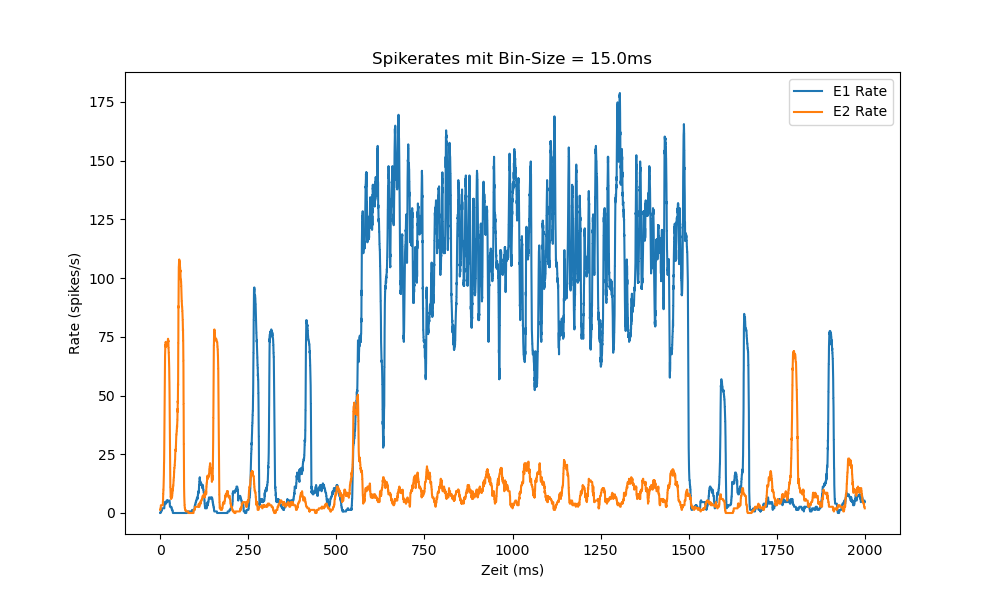 Spikerates mit Bin-Size = 15.0ms
E1 Rate
E2 Rate
175
150
125
100
75
50
25
0
Rate (spikes/s)
0 250 500 750 1000 1250 1500 1750 2000
Zeit (ms)